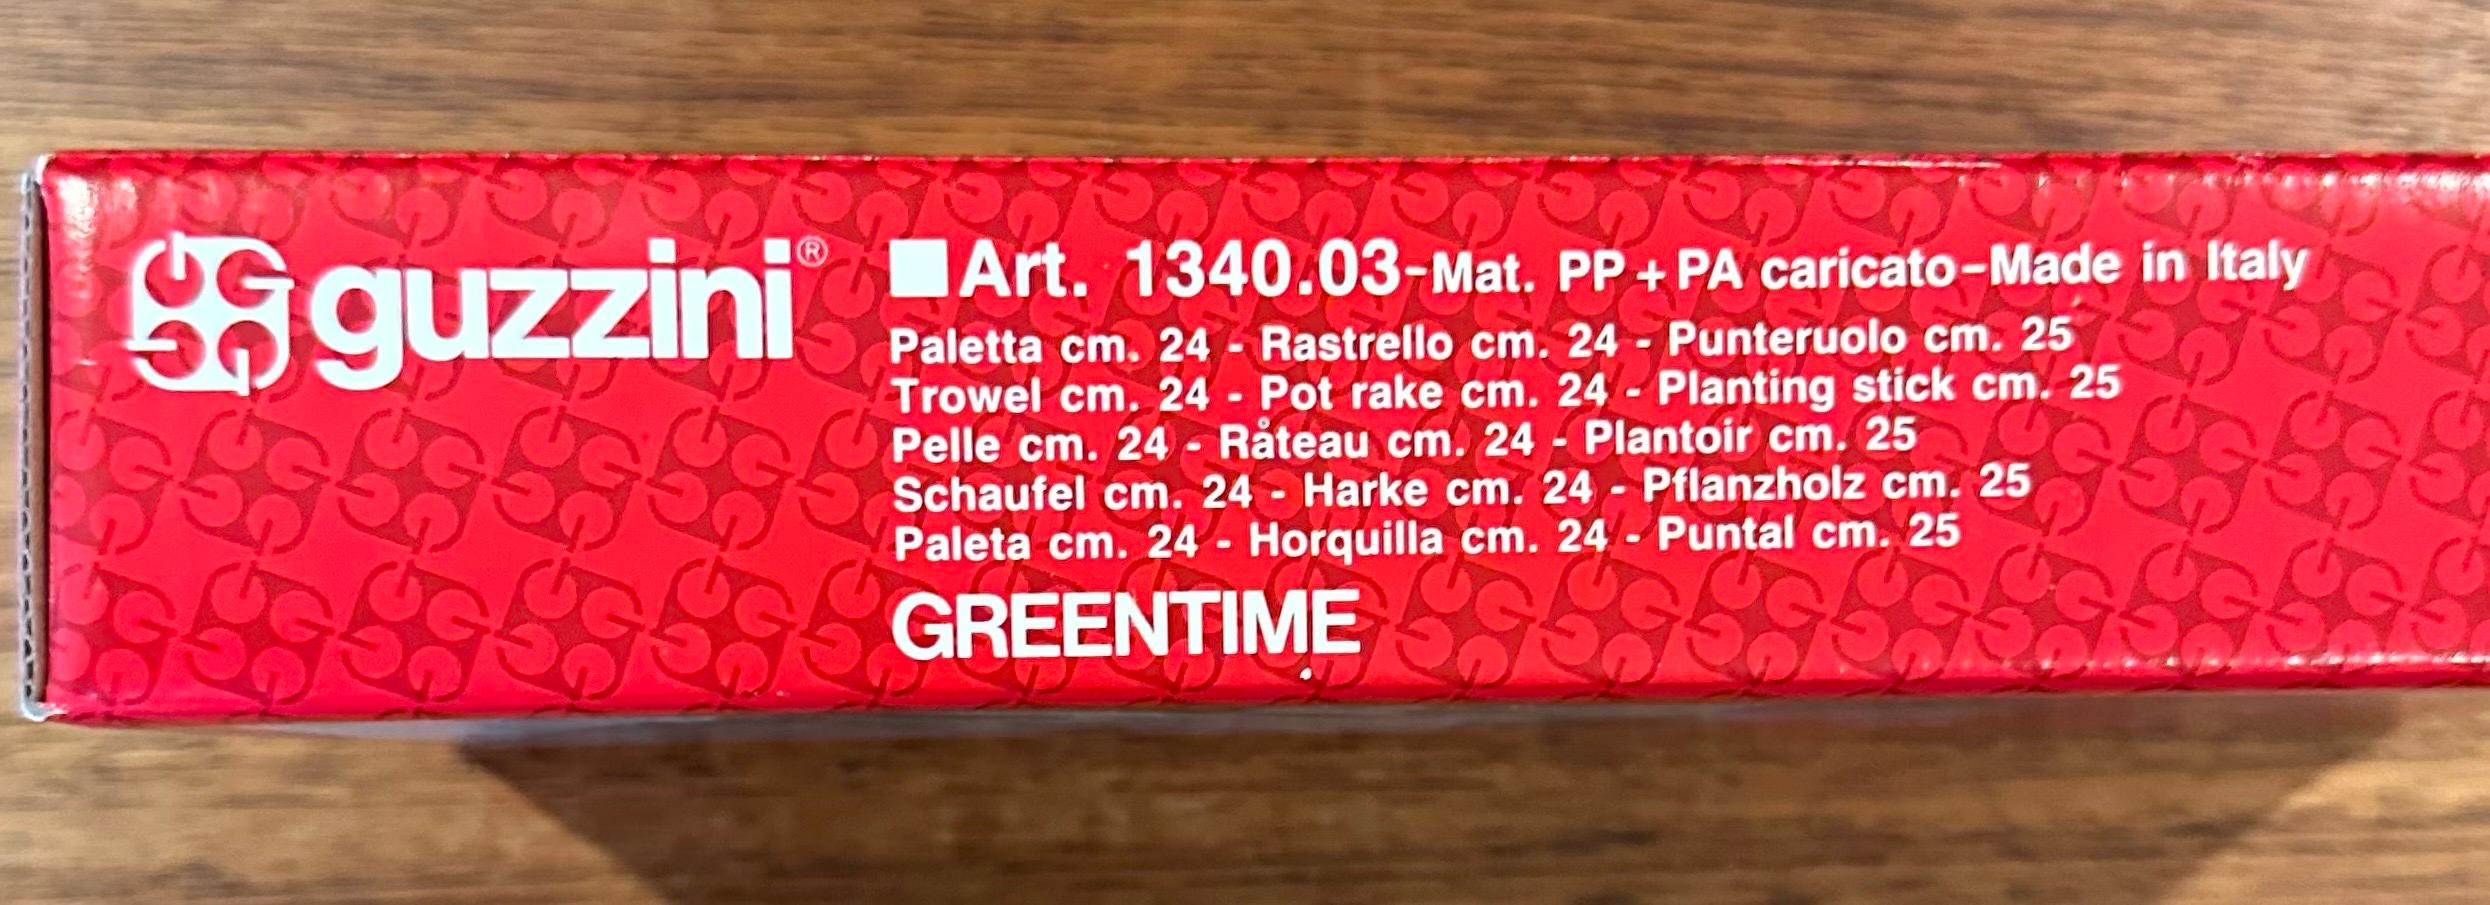 guzzini®
Art. 1340.03-Mat. PP+PA caricato-Made in Italy
Paletta cm. 24 - Rastrello cm. 24 - Punteruolo cm. 25
Trowel cm. 24 - Pot rake cm. 24 - Planting stick cm. 25
Pelle cm. 24 - Råteau cm. 24 - Plantoir cm. 25
Schaufel cm. 24 - Harke cm. 24 - Pflanzholz cm. 25
Paleta cm. 24 - Horquilla cm. 24 - Puntal cm. 25
GREENTIME